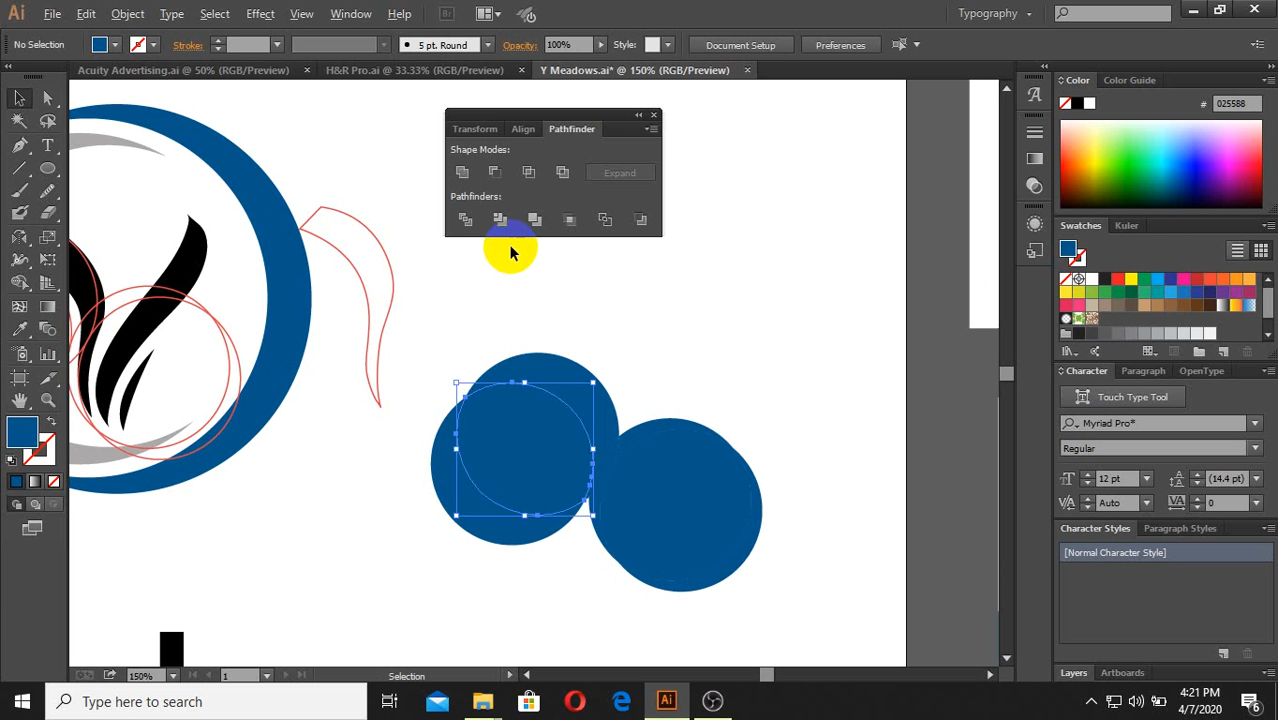 Ai File Edit Object Type Select Effect View Window Help Br Typography
No Selection Stroke: 5 pt. Round Opacity: 100% Style: Document Setup Preferences
Acuity Advertising.ai @ 50% (RGB/Preview) × H&R Pro.ai @ 33.33% (RGB/Preview) × Y Meadows.ai* @ 150% (RGB/Preview) ×
Color Color Guide
# 025588
Transform Align Pathfinder
Shape Modes:
Expand
Pathfinders:
Swatches Kuler
Character Paragraph OpenType
Touch Type Tool
Myriad Pro*
Regular
12 pt (14.4 pt)
Auto 0
Character Styles Paragraph Styles
[Normal Character Style]
Layers Artboards
150% 1 Selection
Type here to search
Ai
4:21 PM
4/7/2020
6